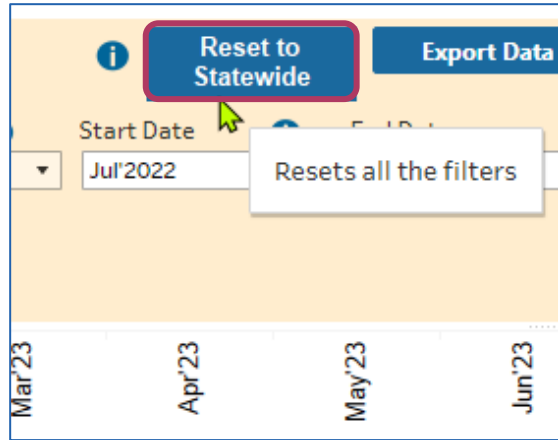 Reset to
Statewide
Export Data
Start Date
Jul'2022
Resets all the filters
Mar'23
Apr'23
May'23
Jun'23